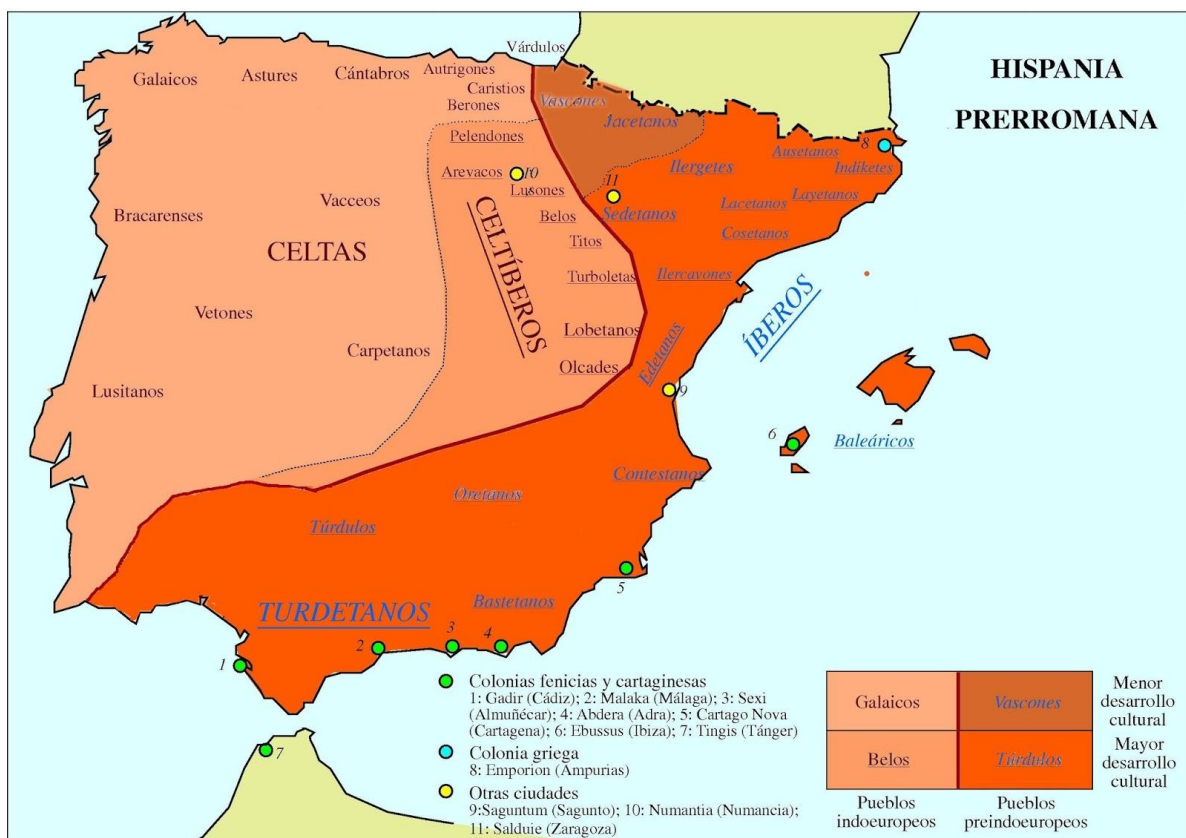 HISPANIA
PRERROMANA
Várdulos
Galaicos
Astures
Cántabros
Autrigones
Caristios
Berones
Vascones
Jacetanos
Pelendones
Arevacos
10
Lusones
Belos
Titos
Turboletas
Lobetanos
Olcades
CELTÍBEROS
Bracarenses
Vacceos
CELTAS
Vetones
Carpetanos
Lusitanos
11
Sedetanos
Ilergetes
Ausetanos
8
Indiketes
Layetanos
Lacetanos
Cosetanos
Ilercavones
ÍBEROS
Edetanos
9
6
Baleáricos
Contestanos
Oretanos
Túrdulos
5
Bastetanos
TURDETANOS
1
2
3
4
7
Colonias fenicias y cartaginesas
1: Gadir (Cádiz); 2: Malaka (Málaga); 3: Sexi
(Almuñécar); 4: Abdera (Adra); 5: Cartago Nova
(Cartagena); 6: Ebussus (Ibiza); 7: Tingis (Tánger)
Colonia griega
8: Emporion (Ampurias)
Otras ciudades
9:Saguntum (Sagunto); 10: Numantia (Numancia);
11: Salduie (Zaragoza)
Galaicos
Vascones
Menor
desarrollo
cultural
Belos
Túrdulos
Mayor
desarrollo
cultural
Pueblos
indoeuropeos
Pueblos
preindoeuropeos